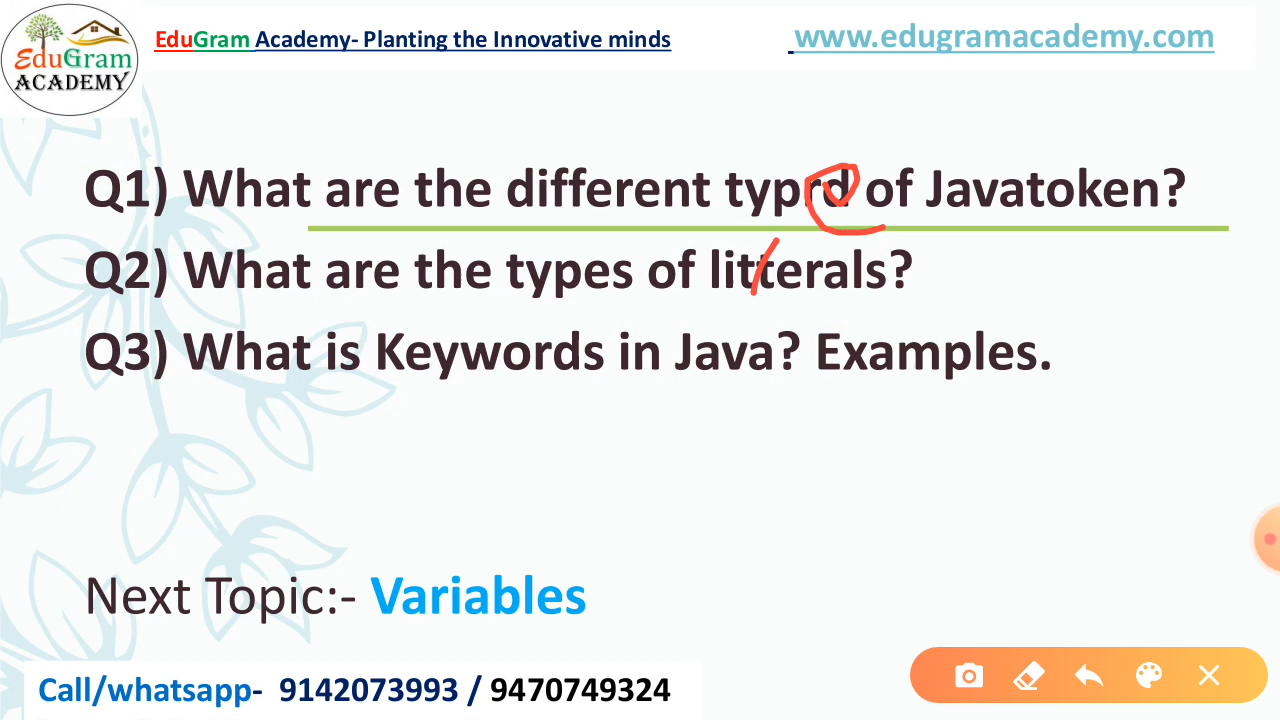 EduGram
ACADEMY
EduGram Academy- Planting the Innovative minds
www.edugramacademy.com
Q1) What are the different typrd of Javatoken?
Q2) What are the types of litterals?
Q3) What is Keywords in Java? Examples.
Next Topic:- Variables
Call/whatsapp- 9142073993 / 9470749324